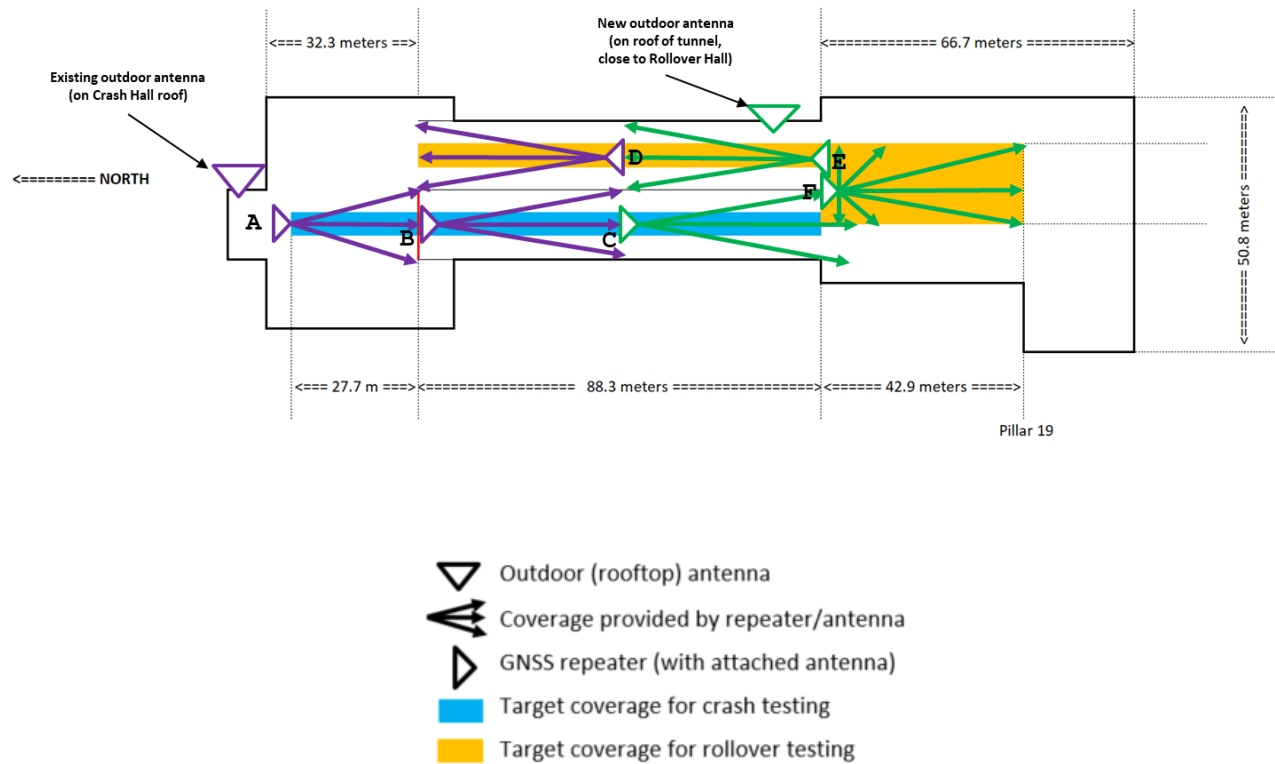 New outdoor antenna
(on roof of tunnel,
close to Rollover Hall)
<=== 32.3 meters ==>
<============ 66.7 meters ============>
Existing outdoor antenna
(on Crash Hall roof)
<========= NORTH
A
B
C
D
E
F
<======== 50.8 meters ========>
<=== 27.7 m ===>
<=============== 88.3 meters ===============>
<====== 42.9 meters =====>
Pillar 19
Outdoor (rooftop) antenna
Coverage provided by repeater/antenna
GNSS repeater (with attached antenna)
Target coverage for crash testing
Target coverage for rollover testing